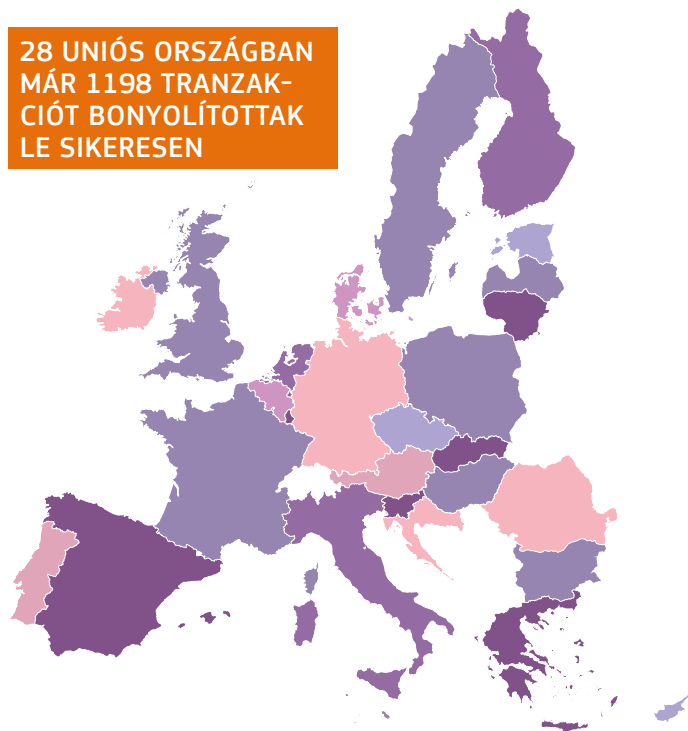 28 UNIÓS ORSZÁGBAN
MÁR 1198 TRANZAK-
CIÓT BONYOLÍTOTTAK
LE SIKERESEN